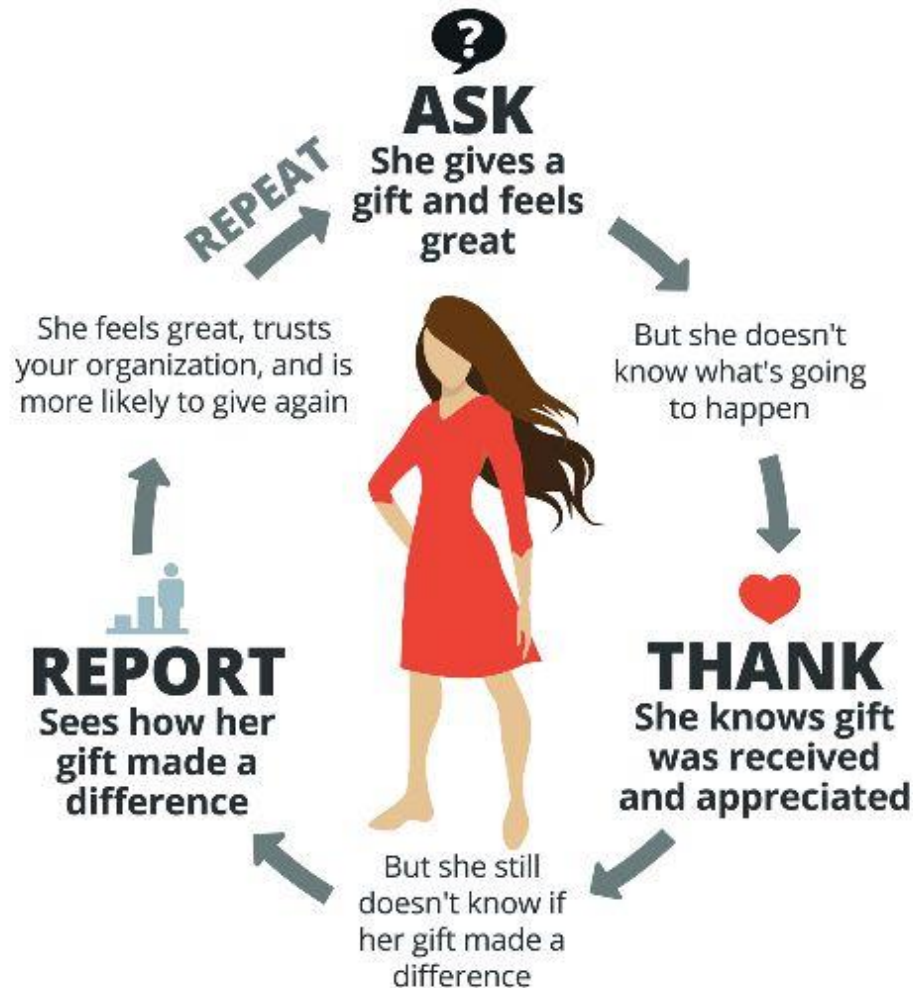 ?
ASK
She gives a
gift and feels
great
But she doesn't
know what's going
to happen
THANK
She knows gift
was received
and appreciated
But she still
doesn't know if
her gift made a
difference
REPORT
Sees how her
gift made a
difference
She feels great, trusts
your organization, and is
more likely to give again
REPEAT